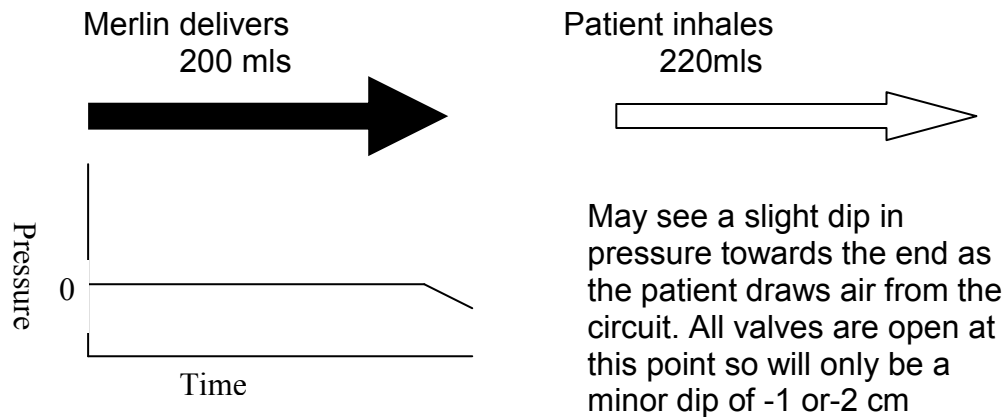 Merlin delivers
200 mls
Patient inhales
220mls
Pressure
0
Time
May see a slight dip in
pressure towards the end as
the patient draws air from the
circuit. All valves are open at
this point so will only be a
minor dip of -1 or-2 cm